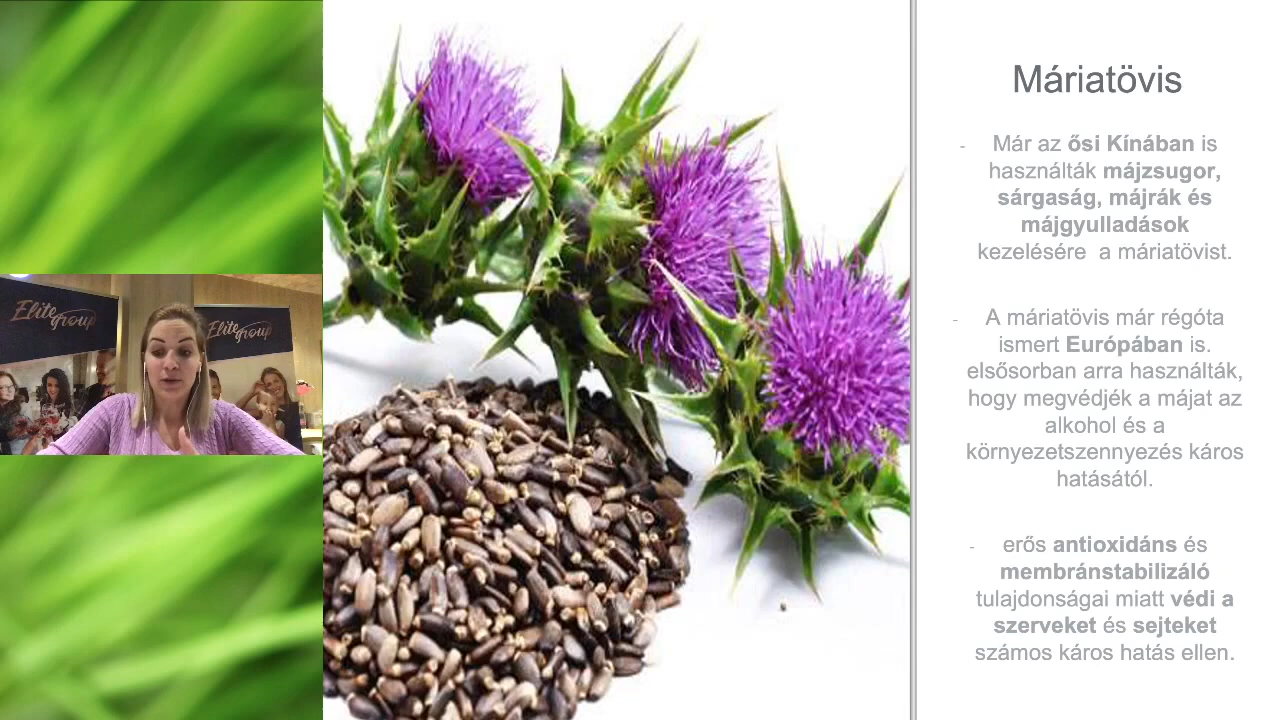 Elite
group
Elite
group
Máriatövis
- Már az ősi Kínában is
használták májzsugor,
sárgaság, májrák és
májgyulladások
kezelésére a máriatövist.
- A máriatövis már régóta
ismert Európában is.
elsősorban arra használták,
hogy megvédjék a májat az
alkohol és a
környezetszennyezés káros
hatásától.
- erős antioxidáns és
membránstabilizáló
tulajdonságai miatt védi a
szerveket és sejteket
számos káros hatás ellen.